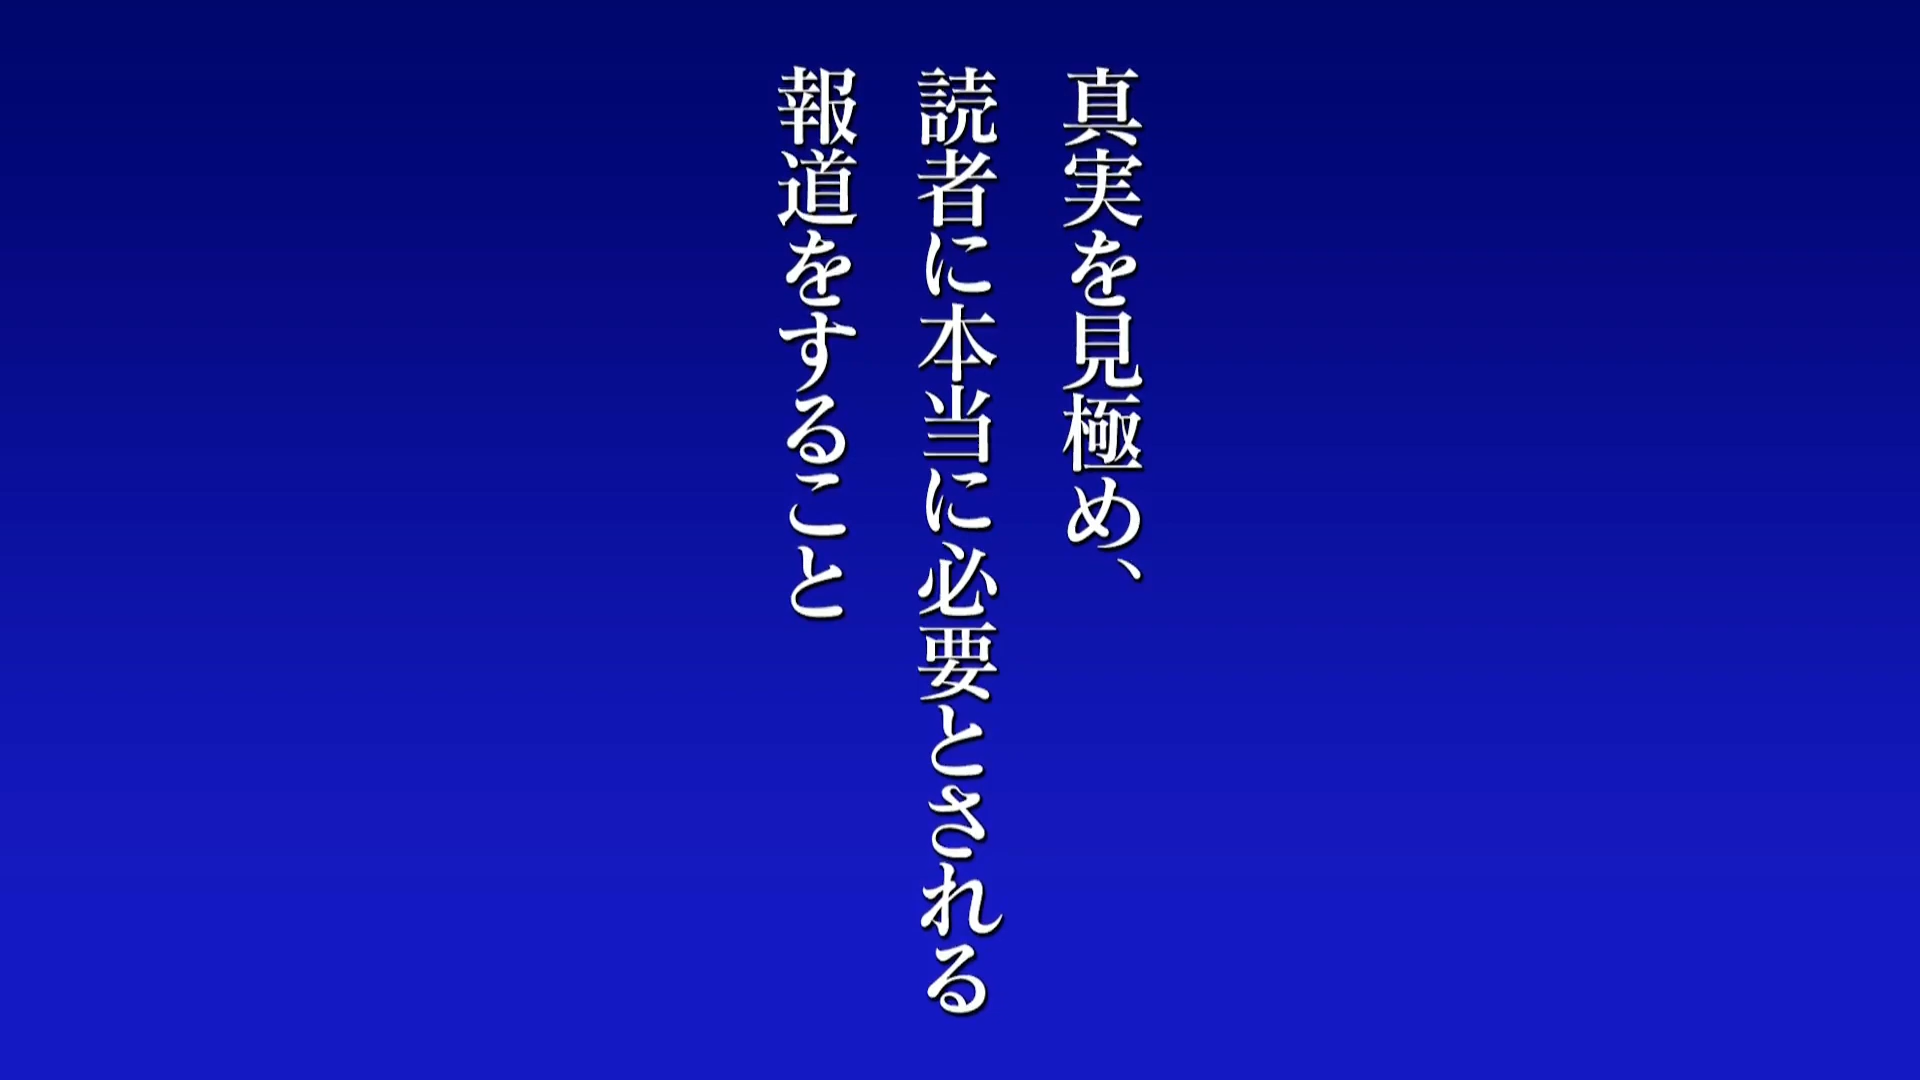 真実を見極め、
読者に本当に必要とされる
報道をすること